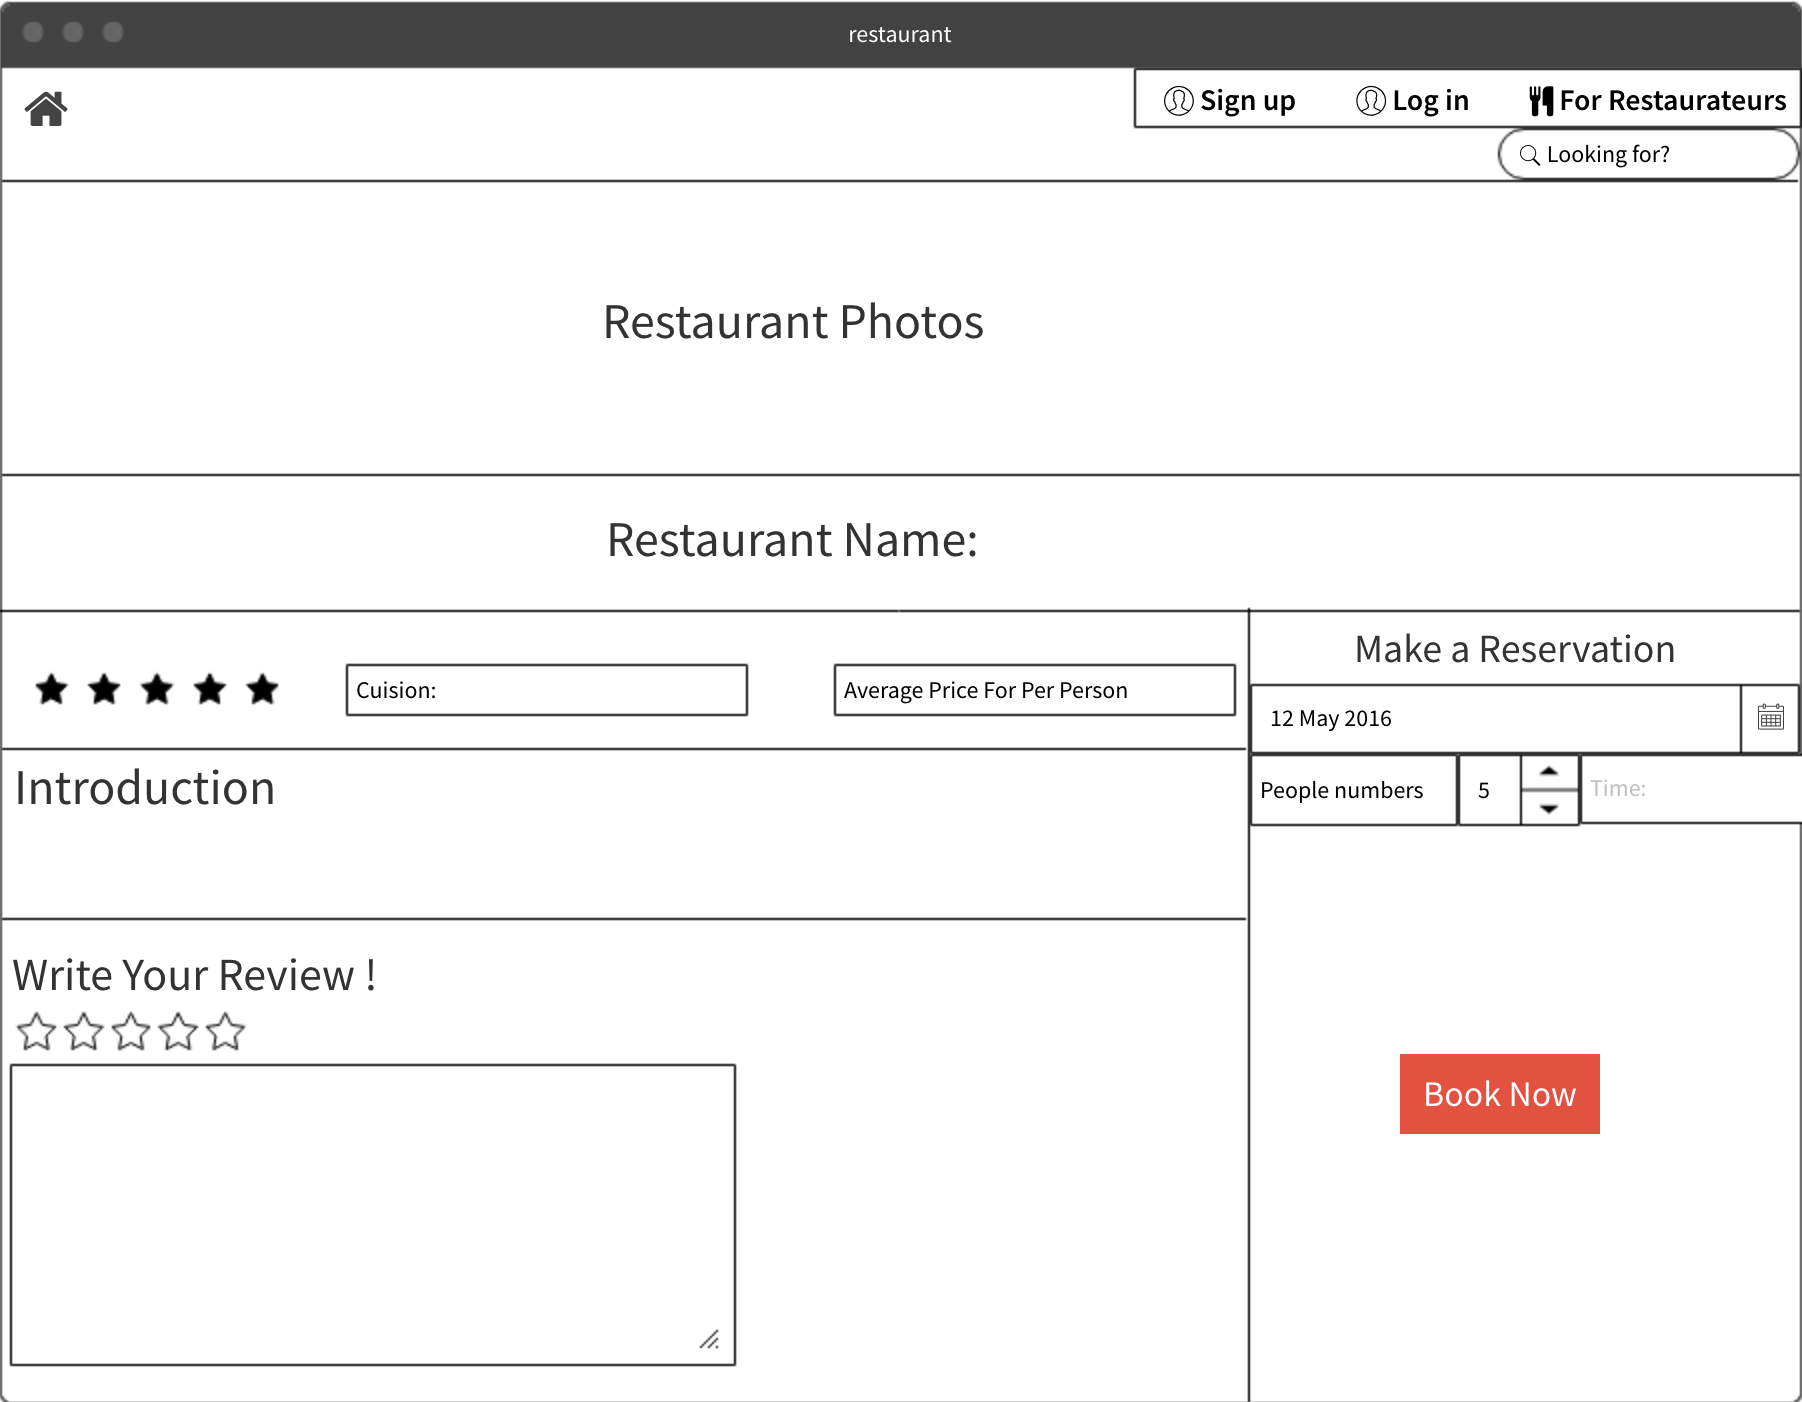 restaurant
Sign up Log in For Restaurateurs
Looking for?
Restaurant Photos
Restaurant Name:
Make a Reservation
Cuision: Average Price For Per Person
12 May 2016
People numbers 5 Time:
Introduction
Write Your Review !
Book Now